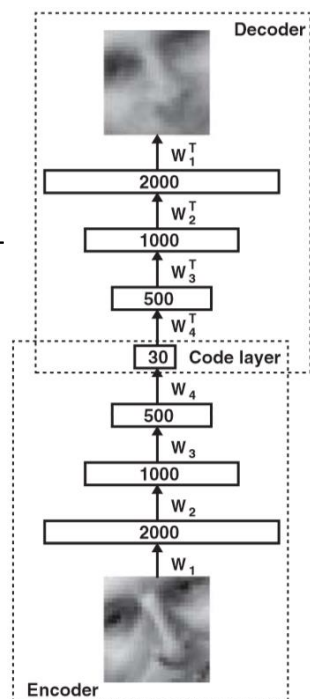 Decoder
W₁ᵀ
2000
W₂ᵀ
1000
W₃ᵀ
500
W₄ᵀ
30 Code layer
W₄
500
W₃
1000
W₂
2000
W₁
Encoder